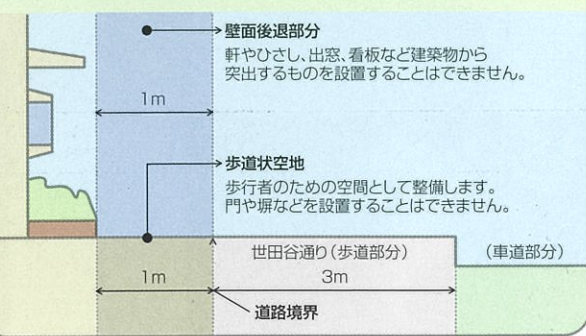 壁面後退部分
軒やひさし、出窓、看板など建築物から
突出するものを設置することはできません。
1m
歩道状空地
歩行者のための空間として整備します。
門や塀などを設置することはできません。
世田谷通り(歩道部分)
(車道部分)
1m
3m
道路境界